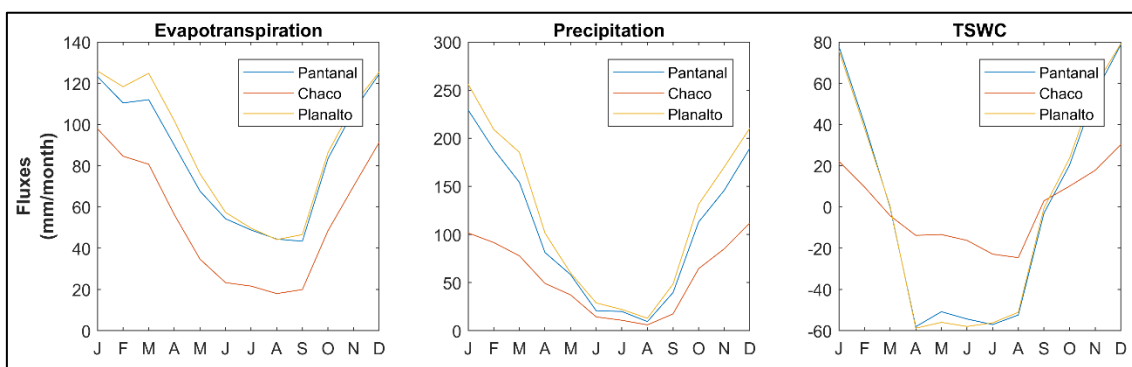 Evapotranspiration
Fluxes
(mm/month)
140
120
100
80
60
40
20
0
Pantanal
Chaco
Planalto
J F M A M J J A S O N D
Precipitation
300
250
200
150
100
50
0
Pantanal
Chaco
Planalto
J F M A M J J A S O N D
TSWC
80
60
40
20
0
-20
-40
-60
Pantanal
Chaco
Planalto
J F M A M J J A S O N D